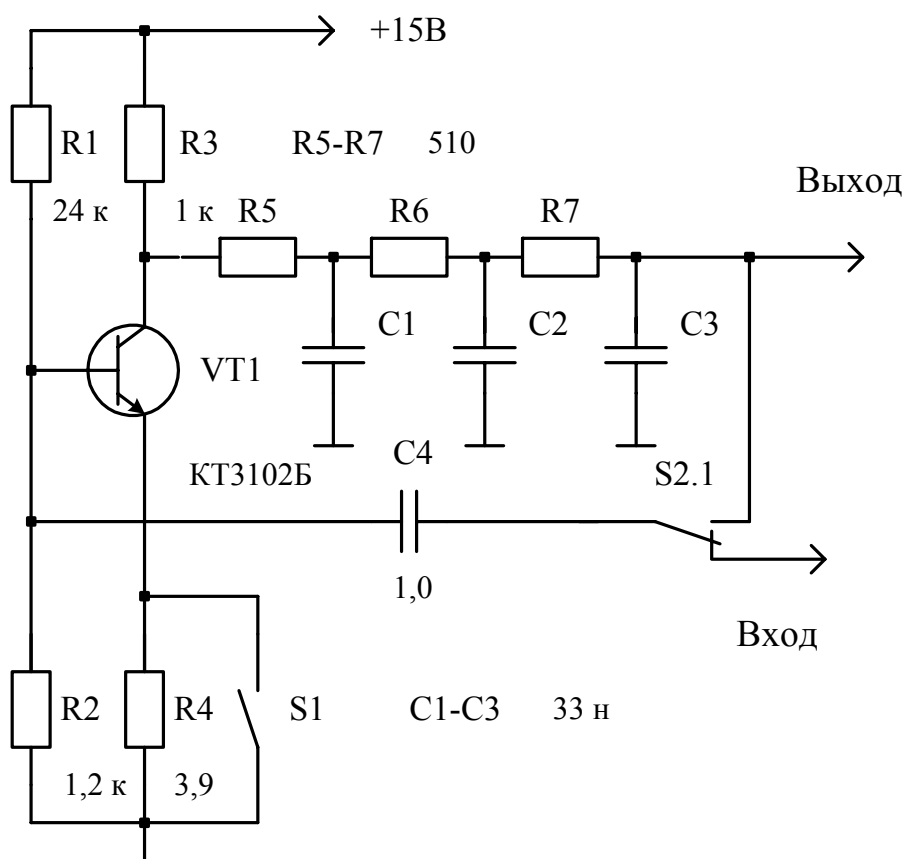 +15В
R1
R3
R5-R7 510
Выход
24 к
1 к
R5
R6
R7
C1
C2
C3
VT1
C4
КТ3102Б
S2.1
1,0
Вход
R2
R4
S1
C1-C3 33 н
1,2 к
3,9